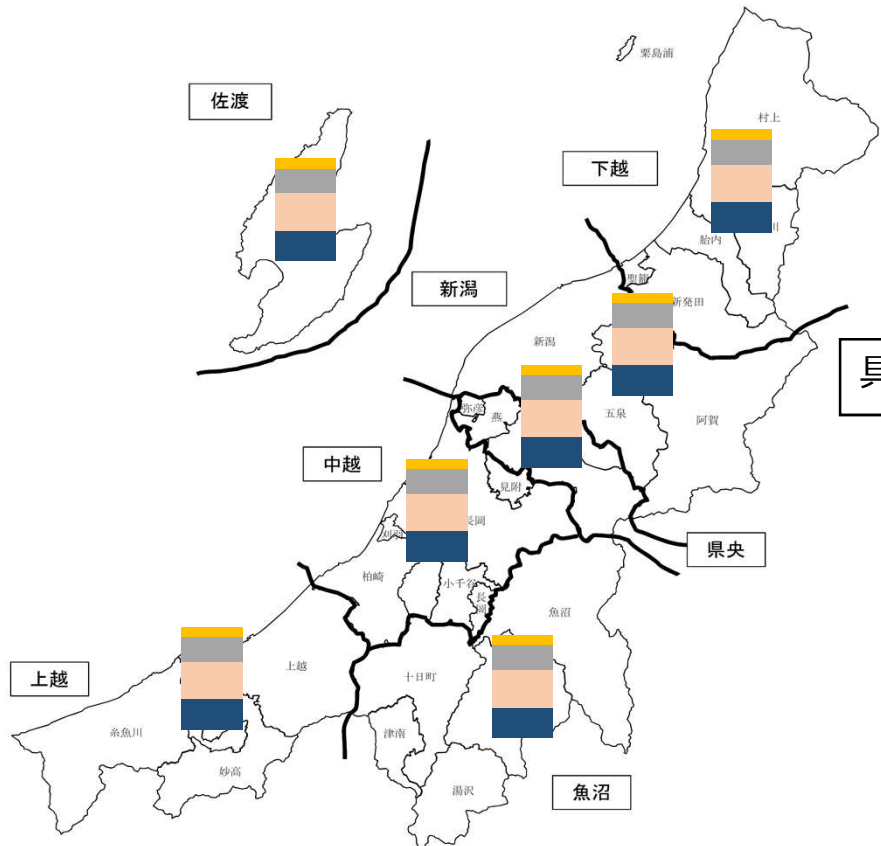 粟島浦
佐渡
村上
下越
胎内
川
聖籠
新発田
新潟
新潟
弥彦
燕
五泉
阿賀
中越
見附
長岡
刈羽
県央
柏崎
小千谷
長岡
魚沼
上越
十日町
上越
糸魚川
津南
妙高
湯沢
魚沼